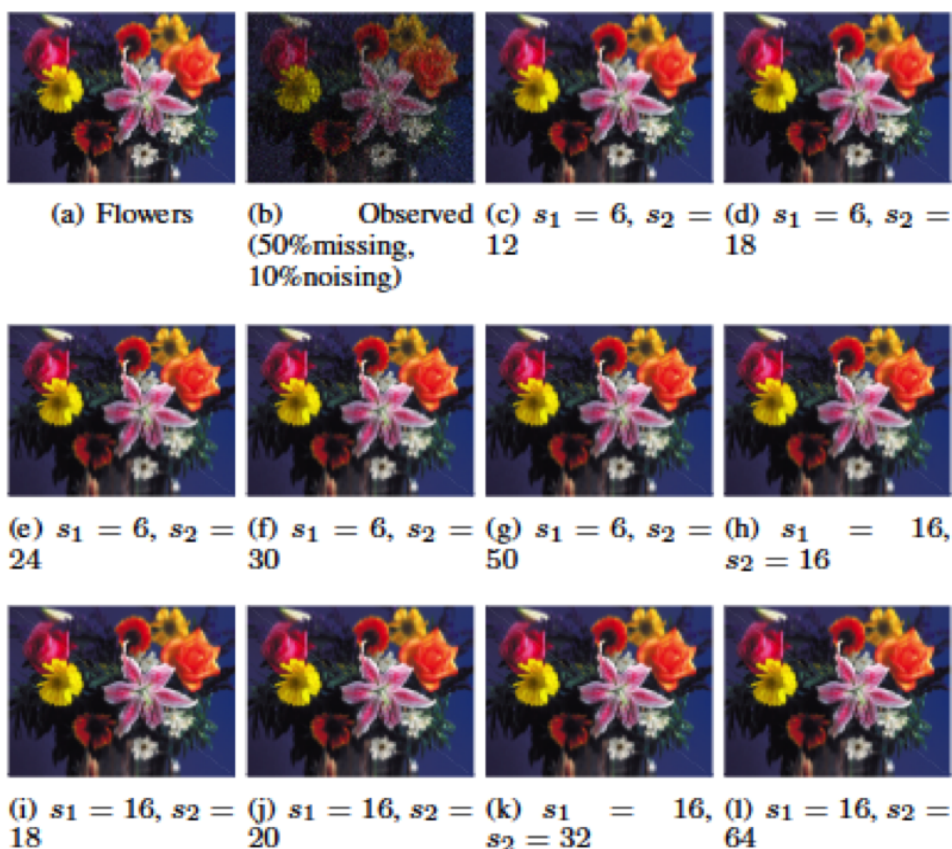 (a) Flowers
(b) Observed
(50%missing,
10%noising)
(c) s₁ = 6, s₂ =
12
(d) s₁ = 6, s₂ =
18
(e) s₁ = 6, s₂ =
24
(f) s₁ = 6, s₂ =
30
(g) s₁ = 6, s₂ =
50
(h) s₁ = 16,
s₂ = 16
(i) s₁ = 16, s₂ =
18
(j) s₁ = 16, s₂ =
20
(k) s₁ = 16,
s₂ = 32
(l) s₁ = 16, s₂ =
64